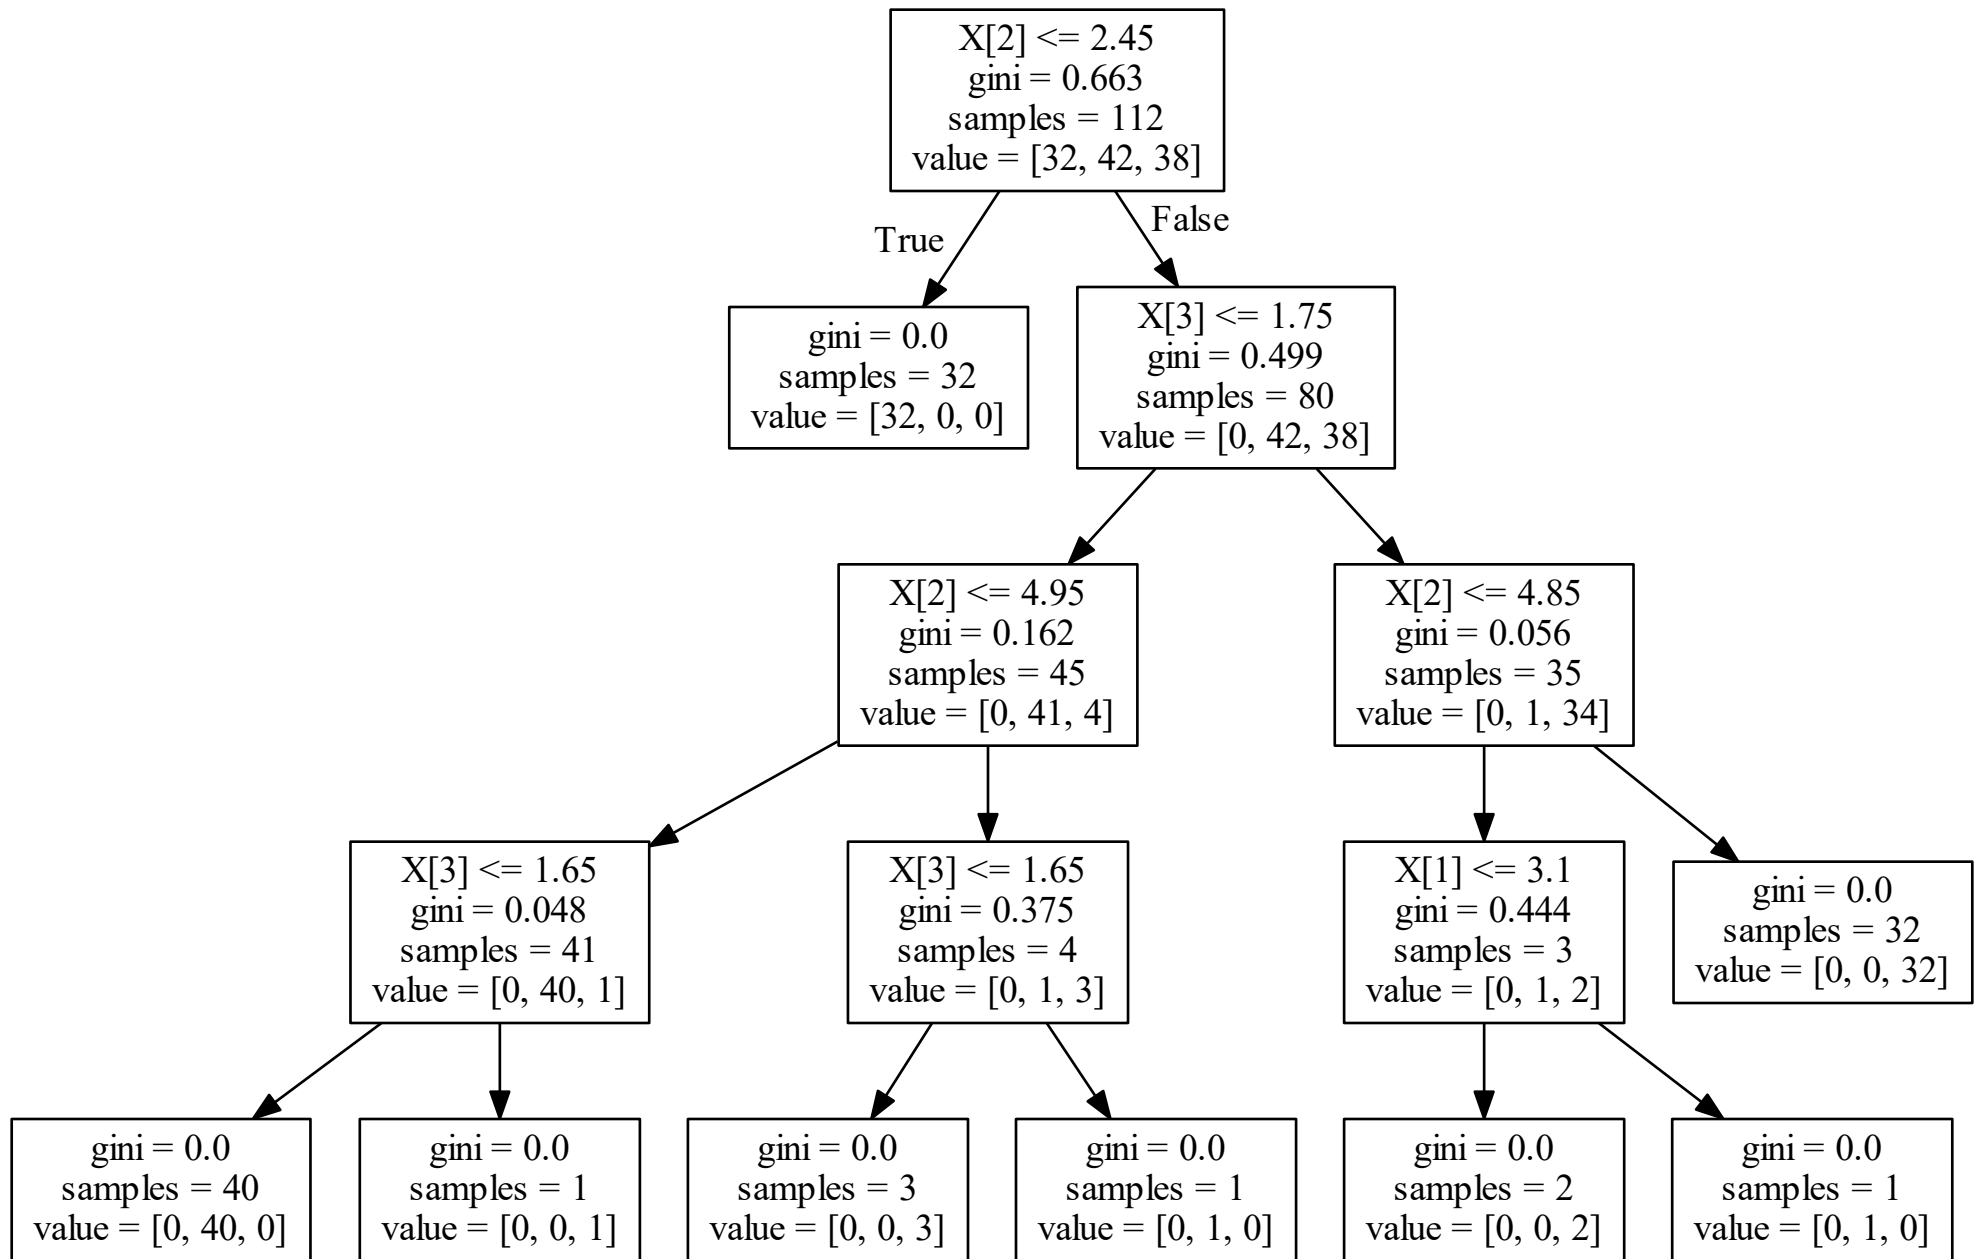 X[2] <= 2.45
gini = 0.663
samples = 112
value = [32, 42, 38]
True
False
gini = 0.0
samples = 32
value = [32, 0, 0]
X[3] <= 1.75
gini = 0.499
samples = 80
value = [0, 42, 38]
X[2] <= 4.95
gini = 0.162
samples = 45
value = [0, 41, 4]
X[2] <= 4.85
gini = 0.056
samples = 35
value = [0, 1, 34]
X[3] <= 1.65
gini = 0.048
samples = 41
value = [0, 40, 1]
X[3] <= 1.65
gini = 0.375
samples = 4
value = [0, 1, 3]
X[1] <= 3.1
gini = 0.444
samples = 3
value = [0, 1, 2]
gini = 0.0
samples = 32
value = [0, 0, 32]
gini = 0.0
samples = 40
value = [0, 40, 0]
gini = 0.0
samples = 1
value = [0, 0, 1]
gini = 0.0
samples = 3
value = [0, 0, 3]
gini = 0.0
samples = 1
value = [0, 1, 0]
gini = 0.0
samples = 2
value = [0, 0, 2]
gini = 0.0
samples = 1
value = [0, 1, 0]